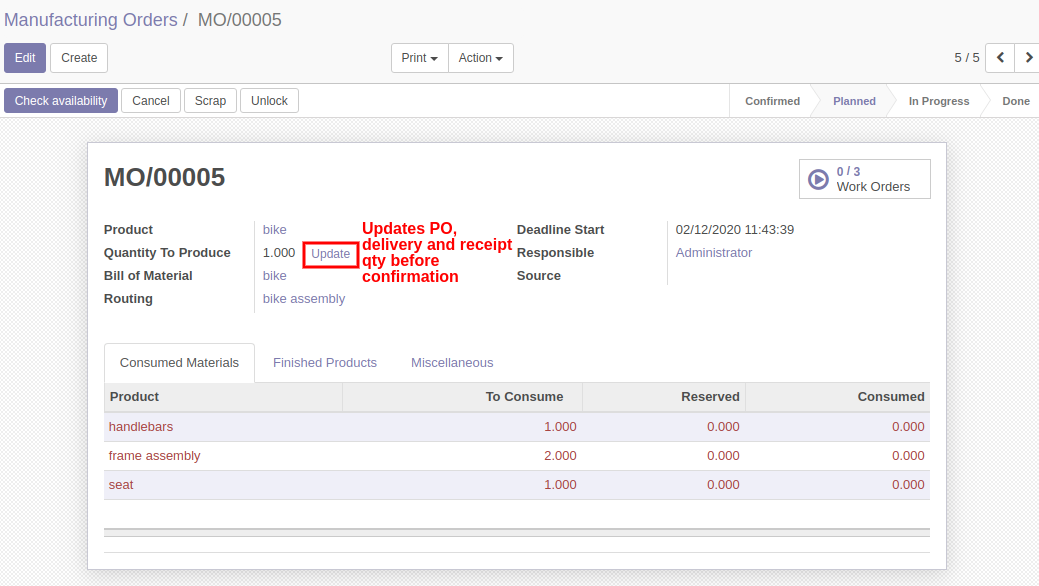 Manufacturing Orders / MO/00005
Edit Create Print Action 5 / 5
Check availability Cancel Scrap Unlock Confirmed Planned In Progress Done
MO/00005
0 / 3
Work Orders
Product bike
Quantity To Produce 1.000 Update
Bill of Material bike
Routing bike assembly
Updates PO,
delivery and receipt
qty before
confirmation
Deadline Start 02/12/2020 11:43:39
Responsible Administrator
Source
Consumed Materials Finished Products Miscellaneous
Product To Consume Reserved Consumed
handlebars 1.000 0.000 0.000
frame assembly 2.000 0.000 0.000
seat 1.000 0.000 0.000